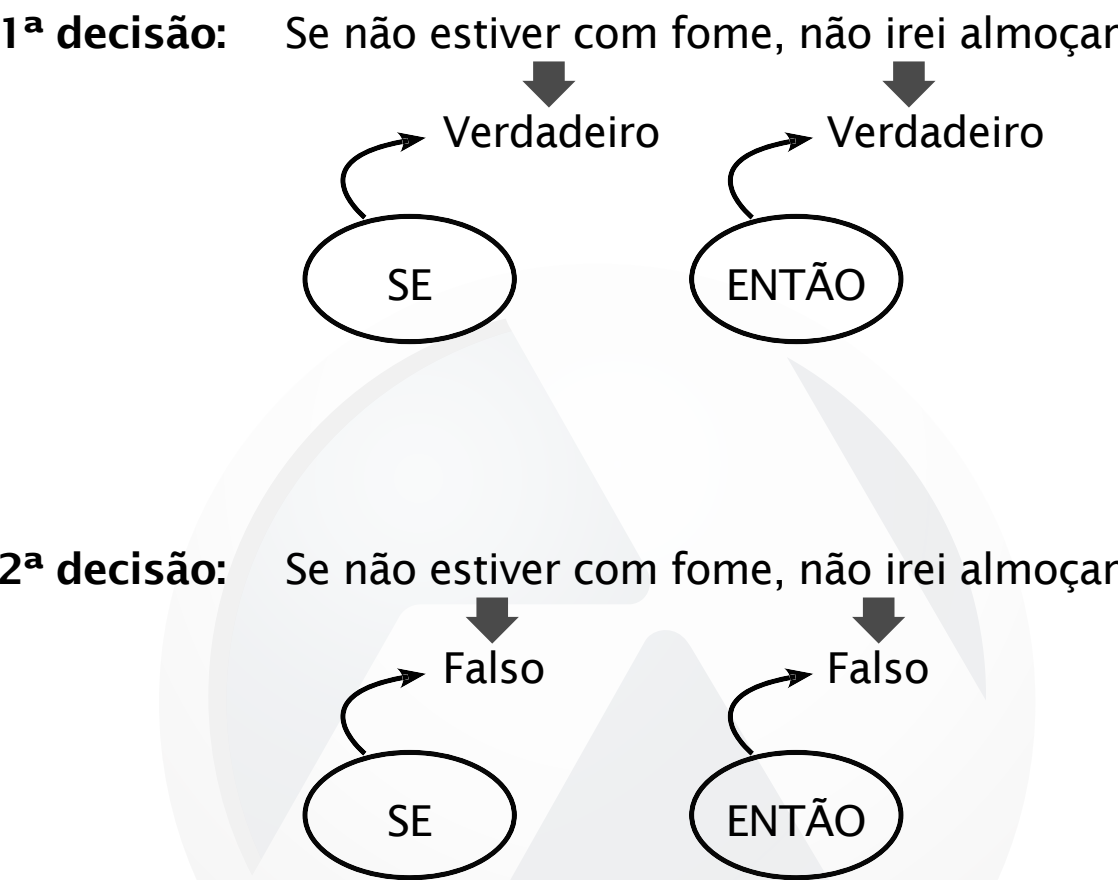 1ª decisão: Se não estiver com fome, não irei almoçar
Verdadeiro Verdadeiro
SE ENTÃO
2ª decisão: Se não estiver com fome, não irei almoçar
Falso Falso
SE ENTÃO